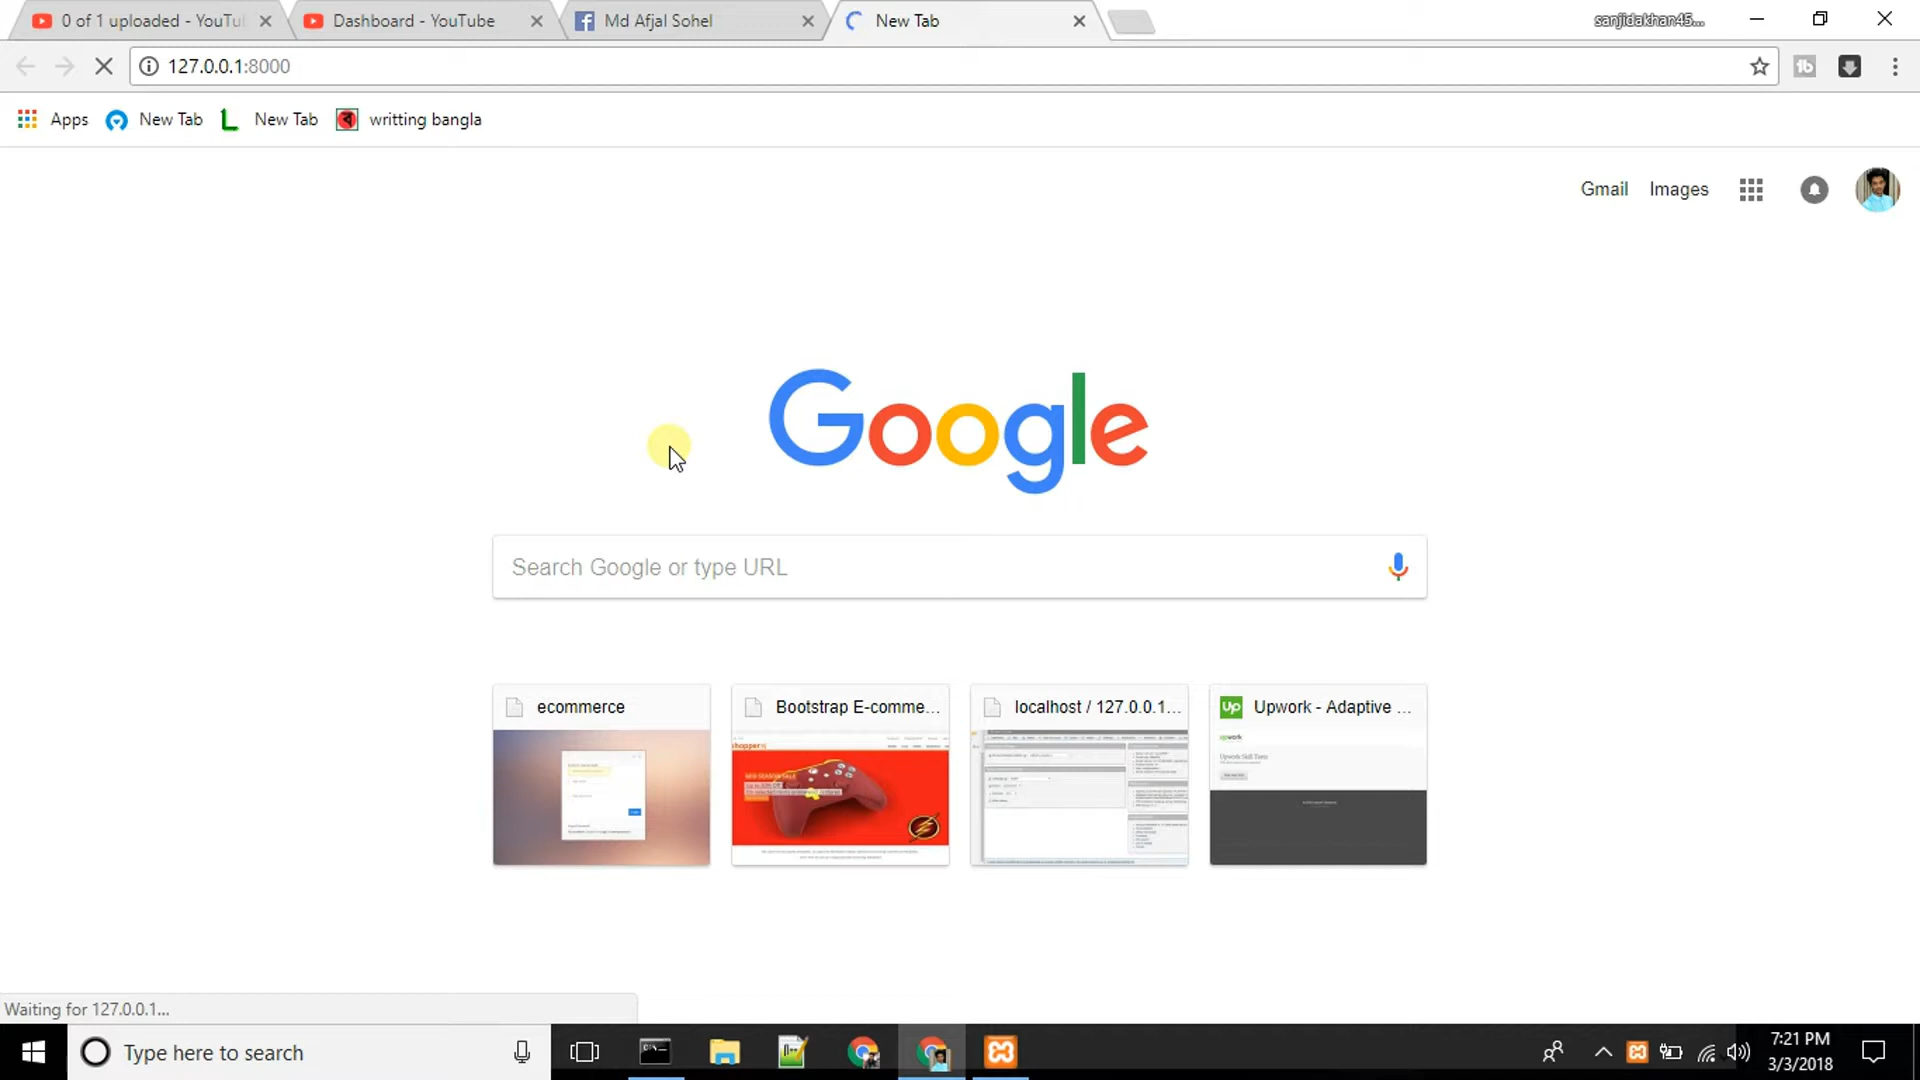 0 of 1 uploaded - YouTu
Dashboard - YouTube
Md Afjal Sohel
New Tab
sanjidakhan45...
127.0.0.1:8000
Apps
New Tab
New Tab
writting bangla
Gmail
Images
Google
Search Google or type URL
ecommerce
Bootstrap E-comme...
localhost / 127.0.0.1...
Up
Upwork - Adaptive ...
Waiting for 127.0.0.1...
Type here to search
7:21 PM
3/3/2018